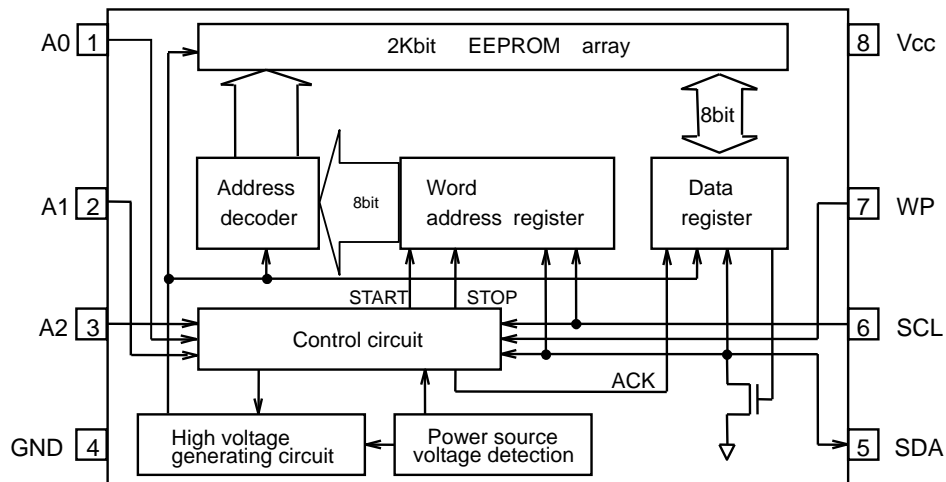 A0 1
2Kbit EEPROM array
8 Vcc
8bit
A1 2
Address
decoder
8bit
Word
address register
Data
register
7 WP
START
STOP
A2 3
Control circuit
6 SCL
ACK
GND 4
High voltage
generating circuit
Power source
voltage detection
5 SDA